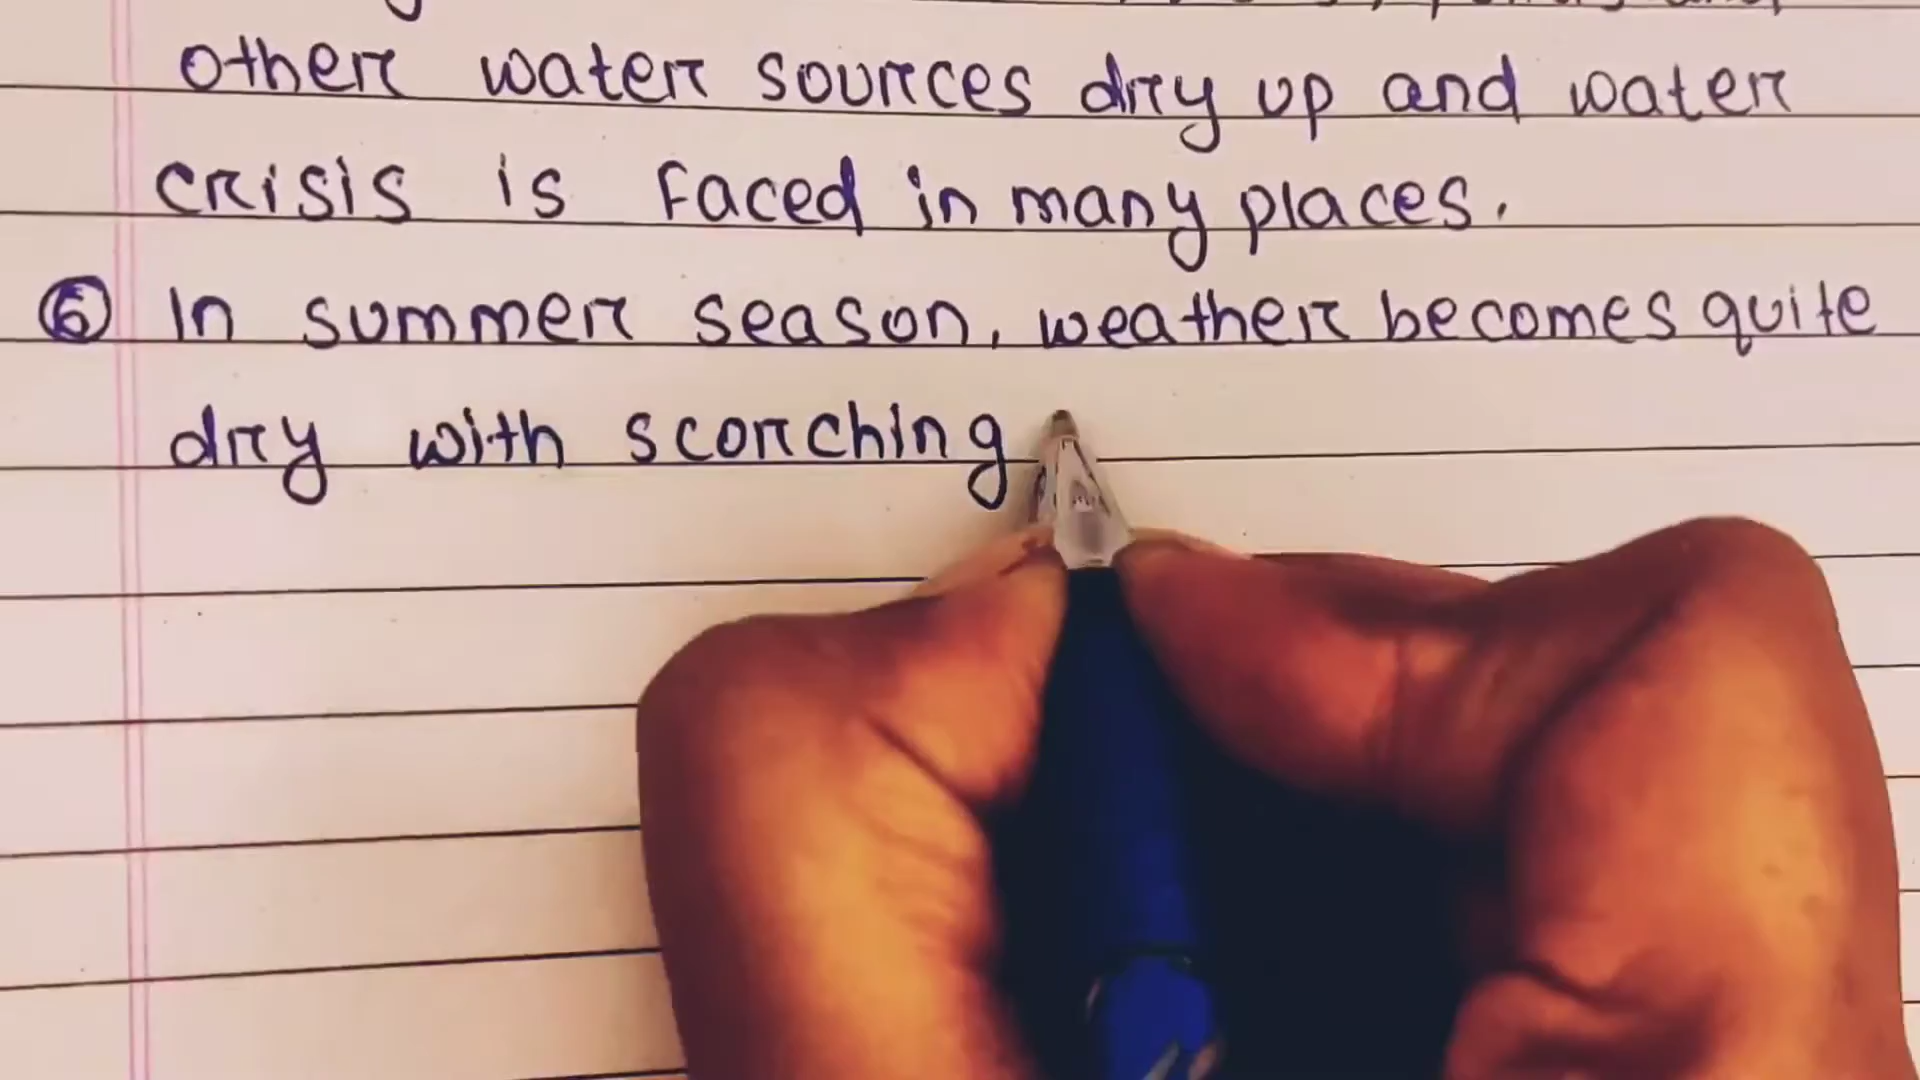 other water sources dry up and water
crisis is faced in many places.
6 In summer season, weather becomes quite
dry with scorching